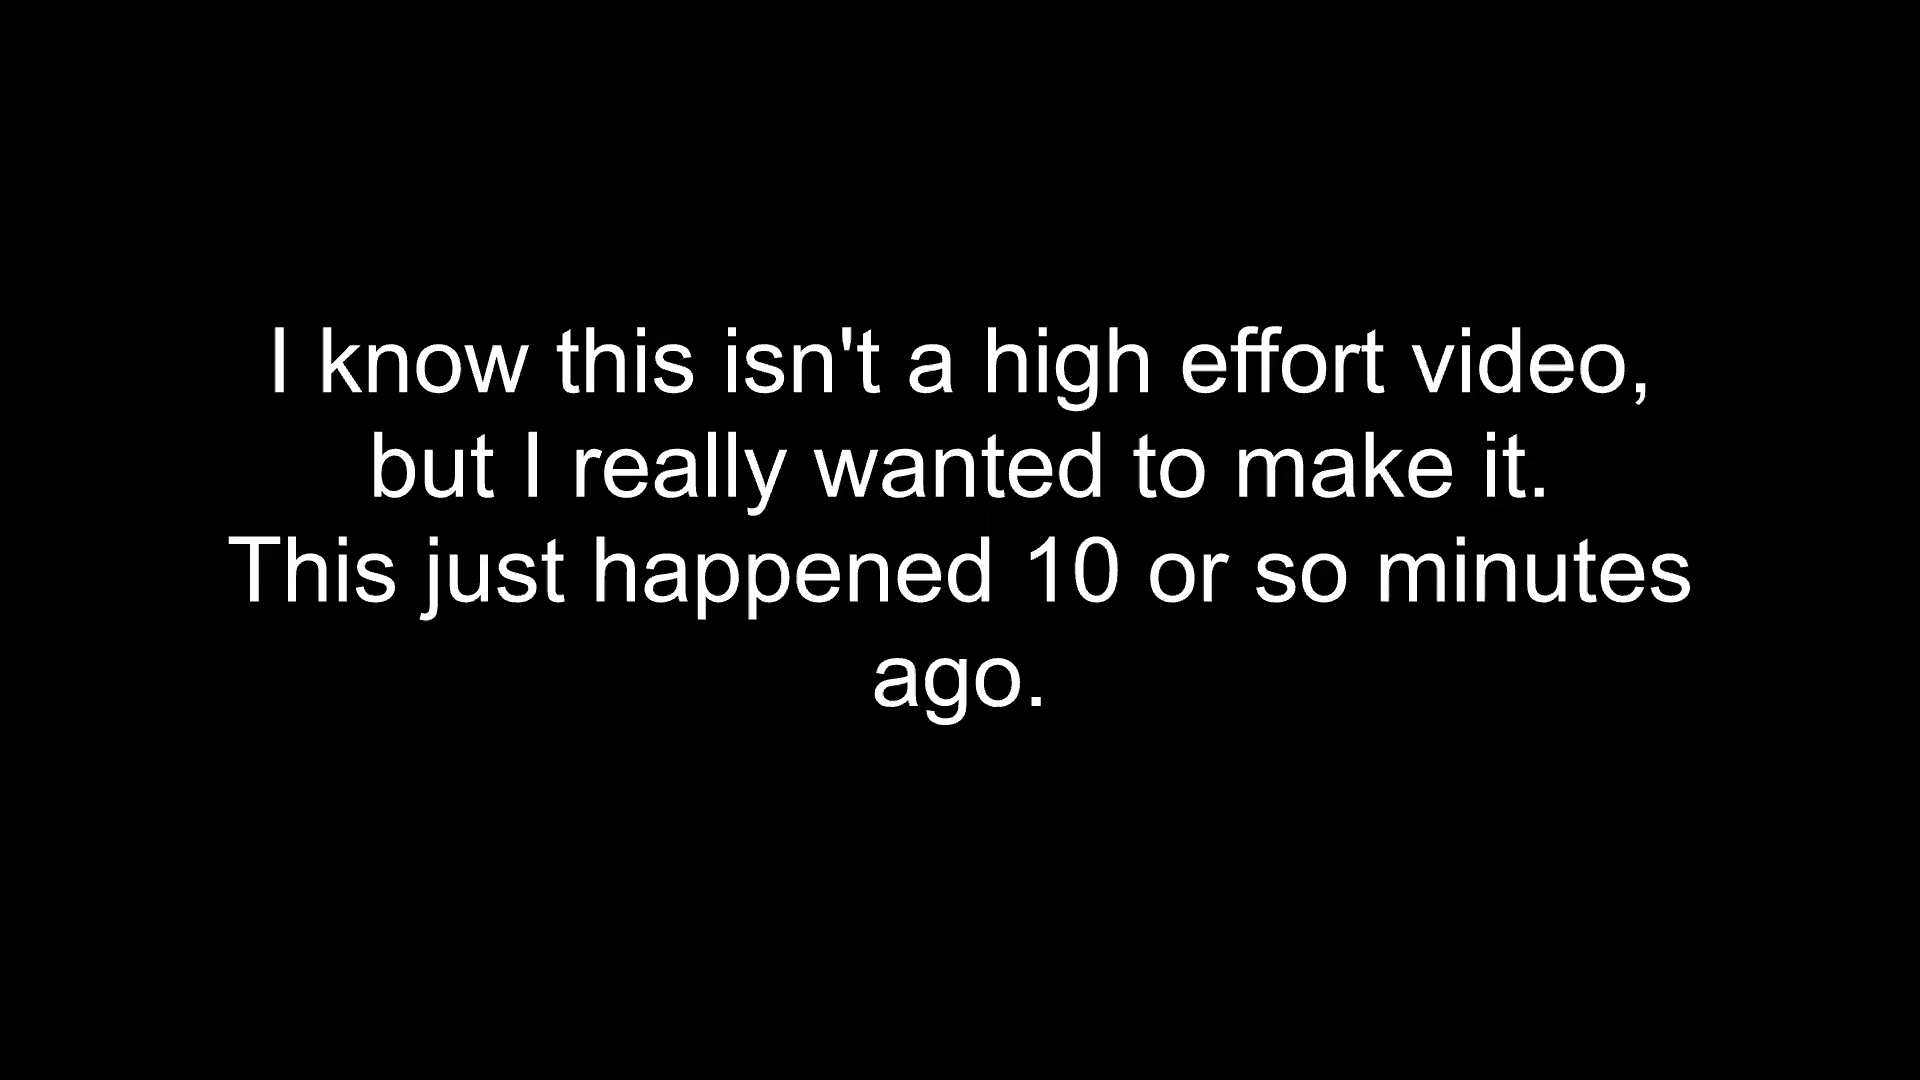 I know this isn't a high effort video,
but I really wanted to make it.
This just happened 10 or so minutes
ago.